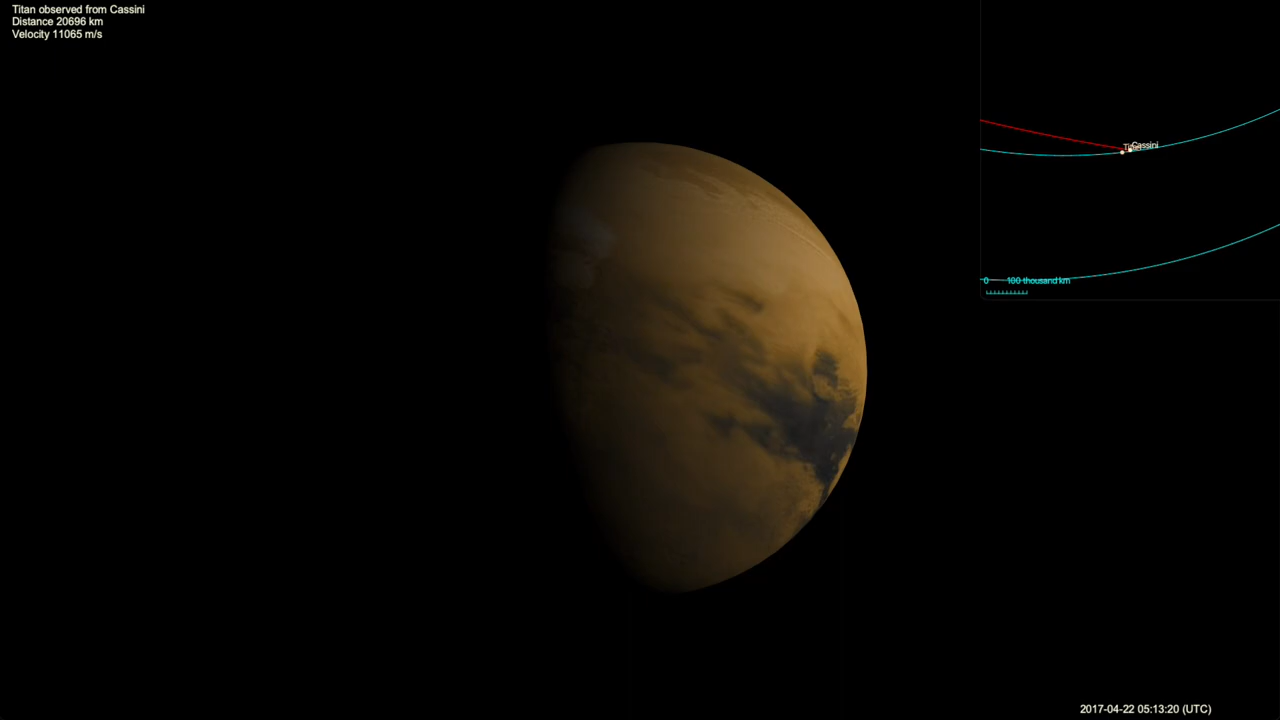 Titan observed from Cassini
Distance 20696 km
Velocity 11065 m/s
Cassini
0 100 thousand km
2017-04-22 05:13:20 (UTC)